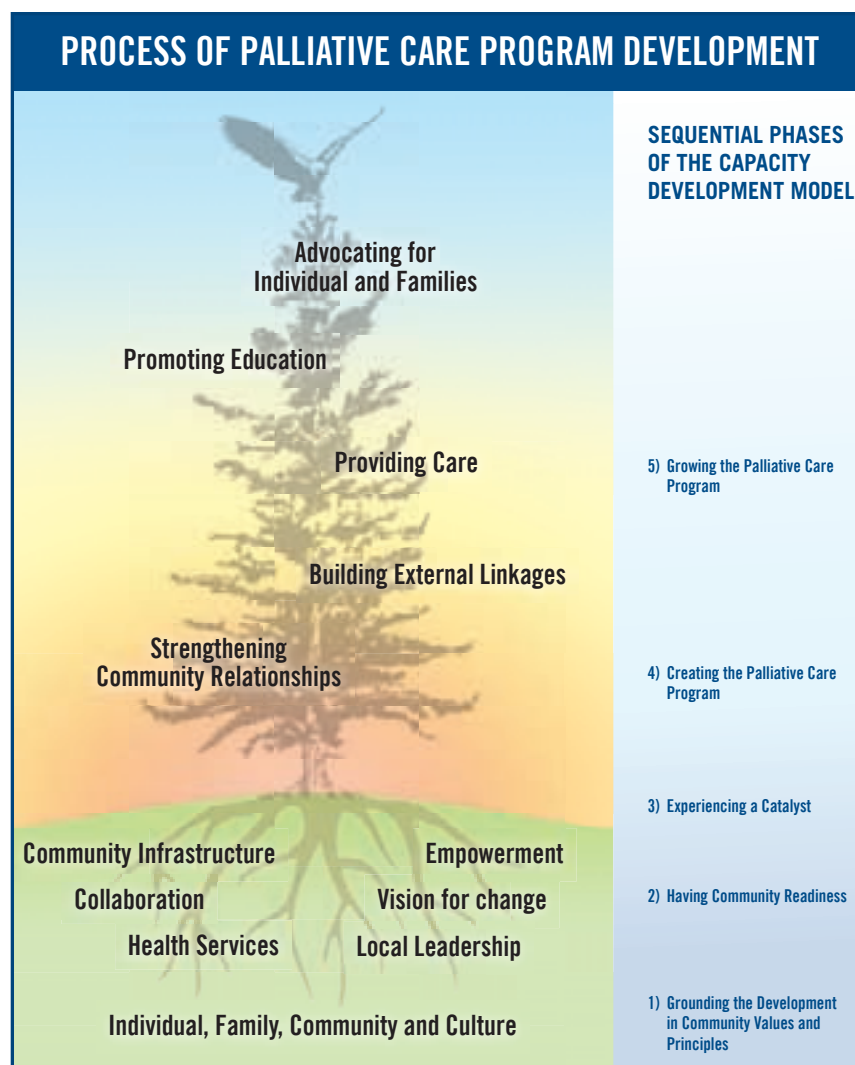 PROCESS OF PALLIATIVE CARE PROGRAM DEVELOPMENT
Advocating for
Individual and Families
Promoting Education
Providing Care
Building External Linkages
Strengthening
Community Relationships
Community Infrastructure
Empowerment
Collaboration
Vision for change
Health Services
Local Leadership
Individual, Family, Community and Culture
SEQUENTIAL PHASES
OF THE CAPACITY
DEVELOPMENT MODEL
5) Growing the Palliative Care
Program
4) Creating the Palliative Care
Program
3) Experiencing a Catalyst
2) Having Community Readiness
1) Grounding the Development
in Community Values and
Principles